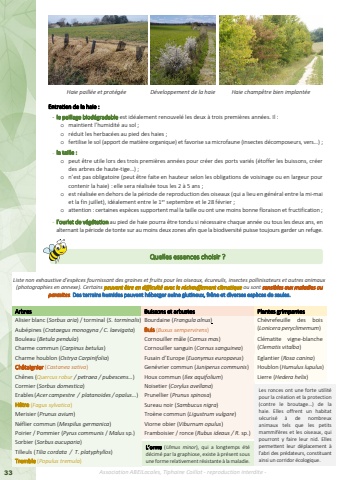 Haie paillée et protégée
Développement de la haie
Haie champêtre bien implantée
Entretien de la haie :
- le paillage biodégradable est idéalement renouvelé les deux à trois premières années. Il :
o maintient l'humidité au sol ;
o réduit les herbacées au pied des haies ;
o fertilise le sol (apport de matière organique) et favorise sa microfaune (insectes décomposeurs, vers...) ;
- la taille :
o peut être utile lors des trois premières années pour créer des ports variés (étoffer les buissons, créer
des arbres de haute-tige...) ;
o n'est pas obligatoire (peut être faite en hauteur selon les obligations de voisinage ou en largeur pour
contenir la haie) : elle sera réalisée tous les 2 à 5 ans ;
o est réalisée en dehors de la période de reproduction des oiseaux (qui a lieu en général entre la mi-mai
et la fin juillet), idéalement entre le 1er septembre et le 28 février ;
o attention : certaines espèces supportent mal la taille ou ont une moins bonne floraison et fructification ;
- l'ourlet de végétation au pied de haie pourra être tondu si nécessaire chaque année ou tous les deux ans, en
alternant la période de tonte sur au moins deux zones afin que la biodiversité puisse toujours garder un refuge.
Quelles essences choisir ?
Liste non exhaustive d'espèces fournissant des graines et fruits pour les oiseaux, écureuils, insectes pollinisateurs et autres animaux
(photographies en annexe). Certains peuvent être en difficulté avec le réchauffement climatique ou sont sensibles aux maladies ou
parasites. Des terrains humides peuvent héberger aulne glutineux, frêne et diverses espèces de saules.
Arbres
Alisier blanc (Sorbus aria) / torminal (S. torminalis)
Aubépines (Crataegus monogyna / C. laevigata)
Bouleau (Betula pendula)
Charme commun (Carpinus betulus)
Charme houblon (Ostrya Carpinifolia)
Châtaignier (Castanea sativa)
Chênes (Quercus robur / petraea / pubescens...)
Cormier (Sorbus domestica)
Erables (Acer campestre / platanoides / opalus...)
Hêtre (Fagus sylvatica)
Merisier (Prunus avium)
Néflier commun (Mespilus germanica)
Poirier / Pommier (Pyrus communis / Malus sp.)
Sorbier (Sorbus aucuparia)
Tilleuls (Tilia cordata / T. platyphyllos)
Tremble (Populus tremula)
Buissons et arbustes
Bourdaine (Frangula alnus)
Buis (Buxus sempervirens)
Cornouiller mâle (Cornus mas)
Cornouiller sanguin (Cornus sanguinea)
Fusain d'Europe (Euonymus europaeus)
Genévrier commun (Juniperus communis)
Houx commun (Ilex aquifolium)
Noisetier (Corylus avellana)
Prunellier (Prunus spinosa)
Sureau noir (Sambucus nigra)
Troène commun (Ligustrum vulgare)
Viorne obier (Viburnum opulus)
Framboisier / ronce (Rubus idaeus / R. sp.)
L'orme (Ulmus minor), qui a longtemps été
décimé par la graphiose, existe à présent sous
une forme relativement résistante à la maladie.
Plantes grimpantes
Chèvrefeuille des bois
(Lonicera periclymenum)
Clématite vigne-blanche
(Clematis vitalba)
Eglantier (Rosa canina)
Houblon (Humulus lupulus)
Lierre (Hedera helix)
Les ronces ont une forte utilité
pour la création et la protection
(contre le broutage...) de la
haie. Elles offrent un habitat
sécurisé à de nombreux
animaux tels que les petits
mammifères et les oiseaux, qui
pourront y faire leur nid. Elles
permettent leur déplacement à
l'abri des prédateurs, constituant
ainsi un corridor écologique.
33